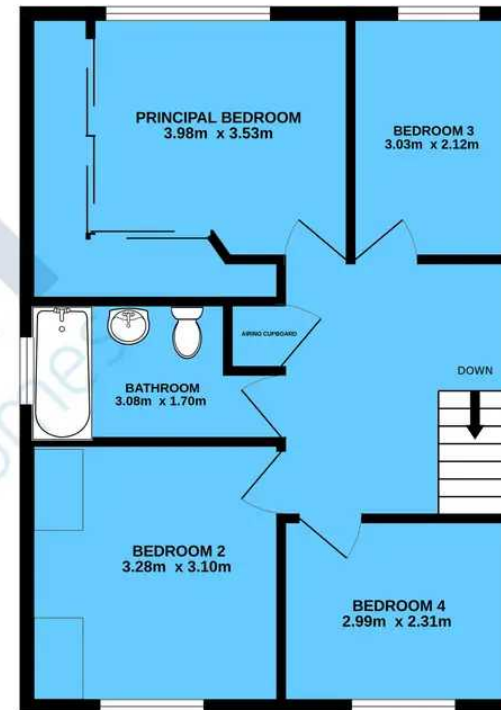 PRINCIPAL BEDROOM
3.98m x 3.53m
BEDROOM 3
3.03m x 2.12m
AIRING CUPBOARD
DOWN
BATHROOM
3.08m x 1.70m
BEDROOM 2
3.28m x 3.10m
BEDROOM 4
2.99m x 2.31m